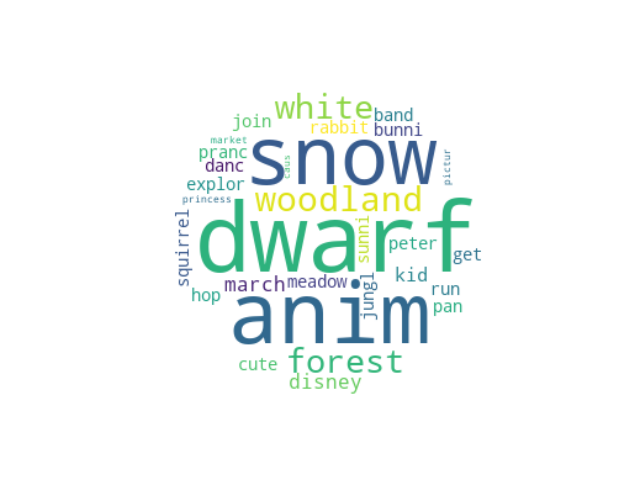 white band
join rabbit bunni
market
pranc snow
danc caus pictur
explor woodland
princess
squirrel dwarf sunni
peter get
march meadow jungl kid
hop anim run
pan
forest
cute
disney